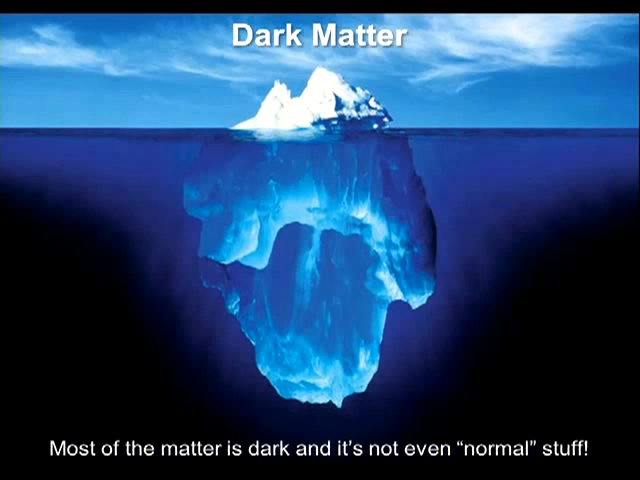 Dark Matter
Most of the matter is dark and it’s not even “normal” stuff!